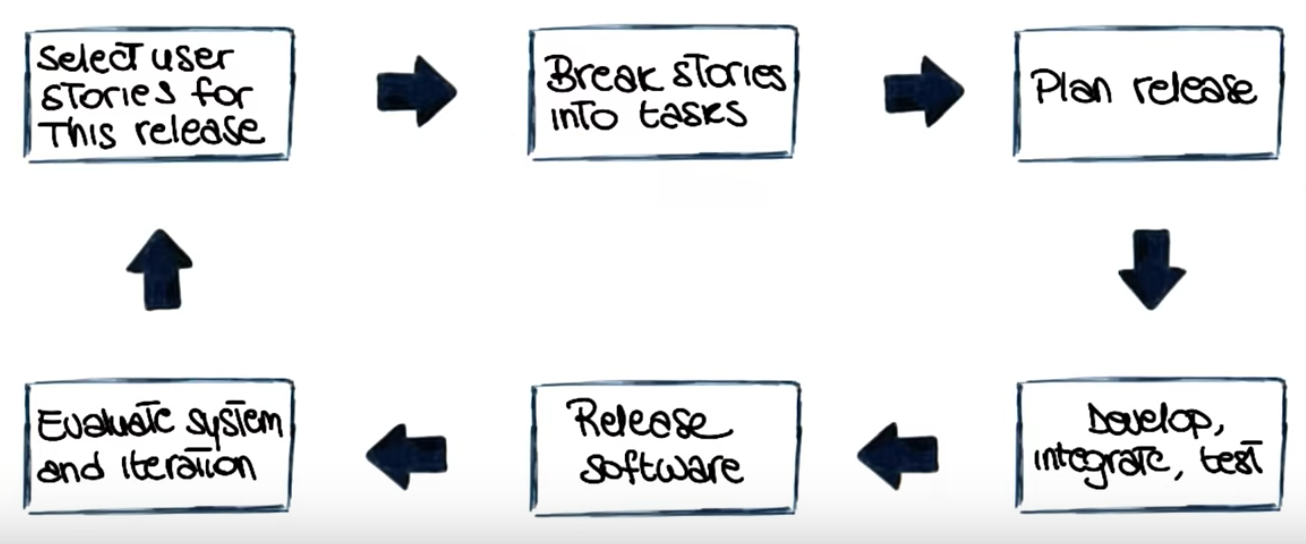 Select user
stories for
This release
Break stories
into tasks
Plan release
Develop,
integrate, test
Release
software
Evaluate system
and iteration